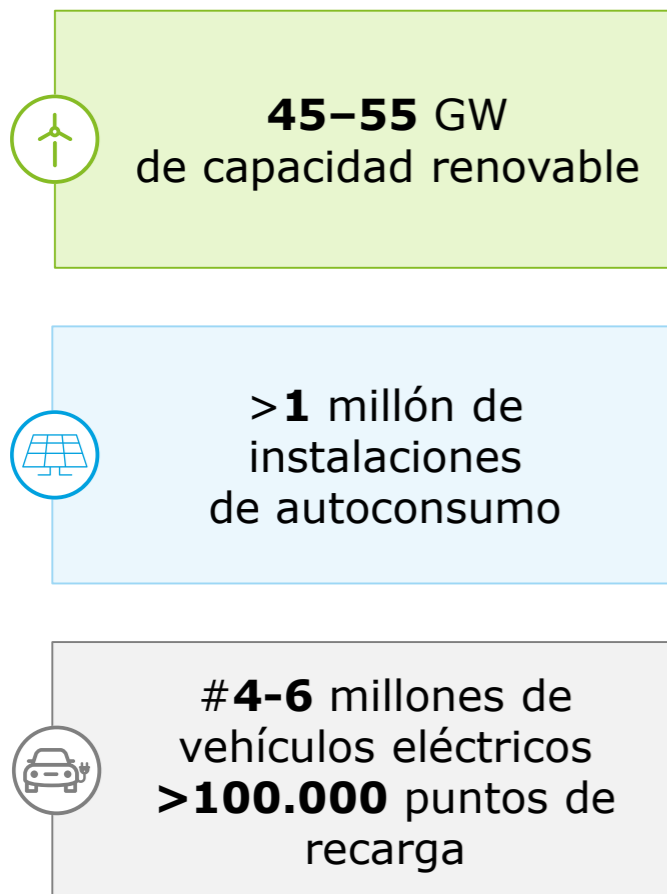 45–55 GW
de capacidad renovable
>1 millón de
instalaciones
de autoconsumo
#4-6 millones de
vehículos eléctricos
>100.000 puntos de
recarga